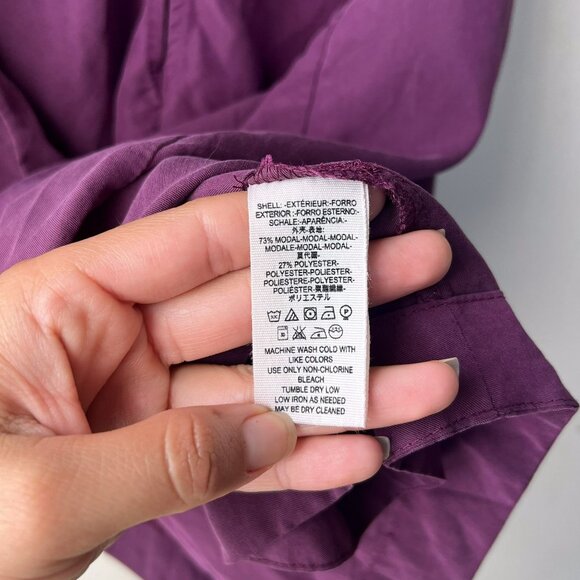 SHELL: -EXTÉRIEUR:-FORRO
EXTERIOR :-FORRO ESTERNO:-
SCHALE:-APARÊNCIA:-
外壳·表地:
73% MODAL-MODAL-MODAL-
MODALE-MODAL-MODAL-
莫代爾-
27% POLYESTER-
POLYESTER-POLIÉSTER-
POLIESTERE-POLYESTER-
POLIÉSTER-聚脂纖維-
ポリエステル
MACHINE WASH COLD WITH
LIKE COLORS
USE ONLY NON-CHLORINE
BLEACH
TUMBLE DRY LOW
LOW IRON AS NEEDED
MAY BE DRY CLEANED